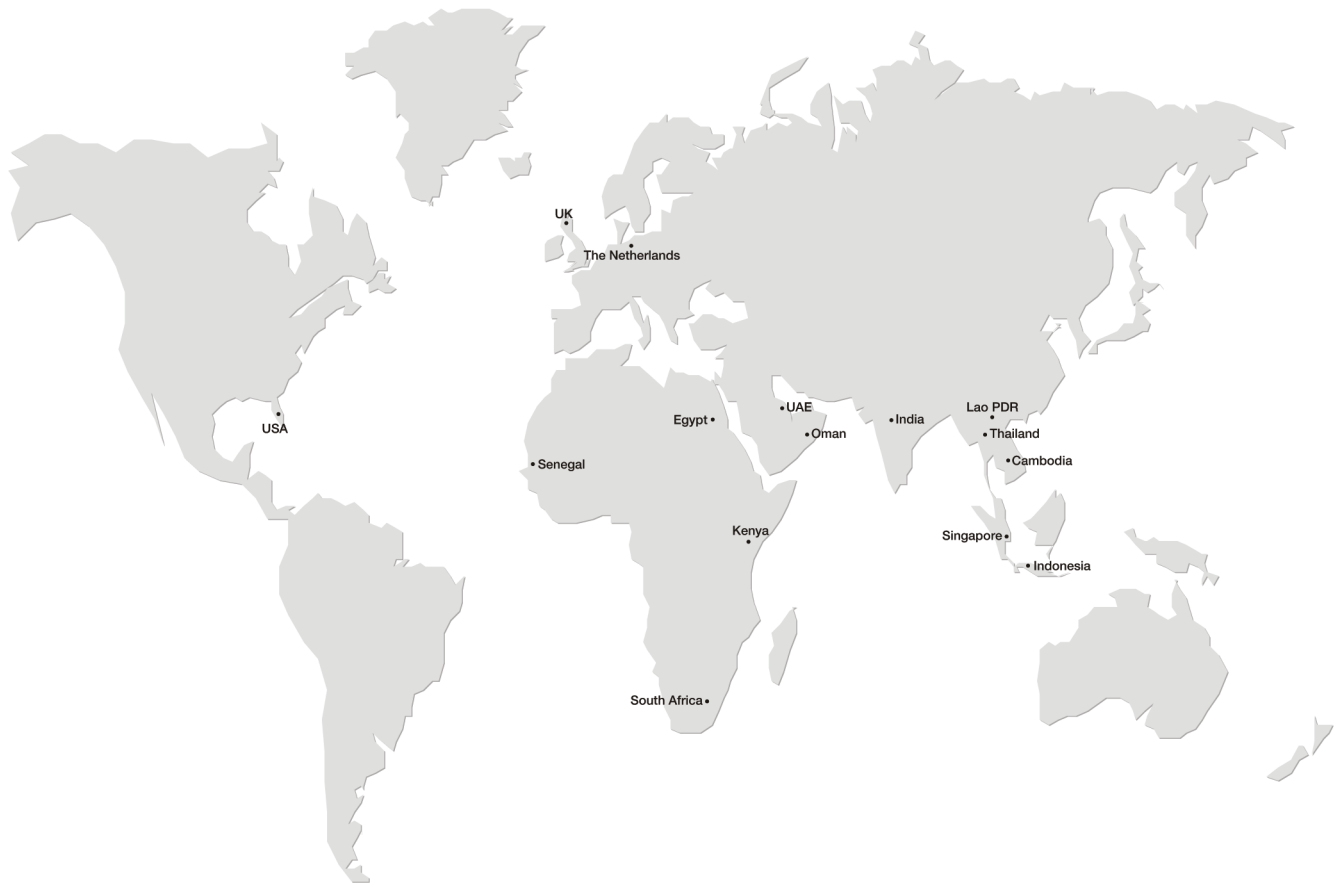 UK
The Netherlands
USA
Egypt
UAE
Oman
India
Lao PDR
Thailand
Cambodia
Senegal
Kenya
Singapore
Indonesia
South Africa